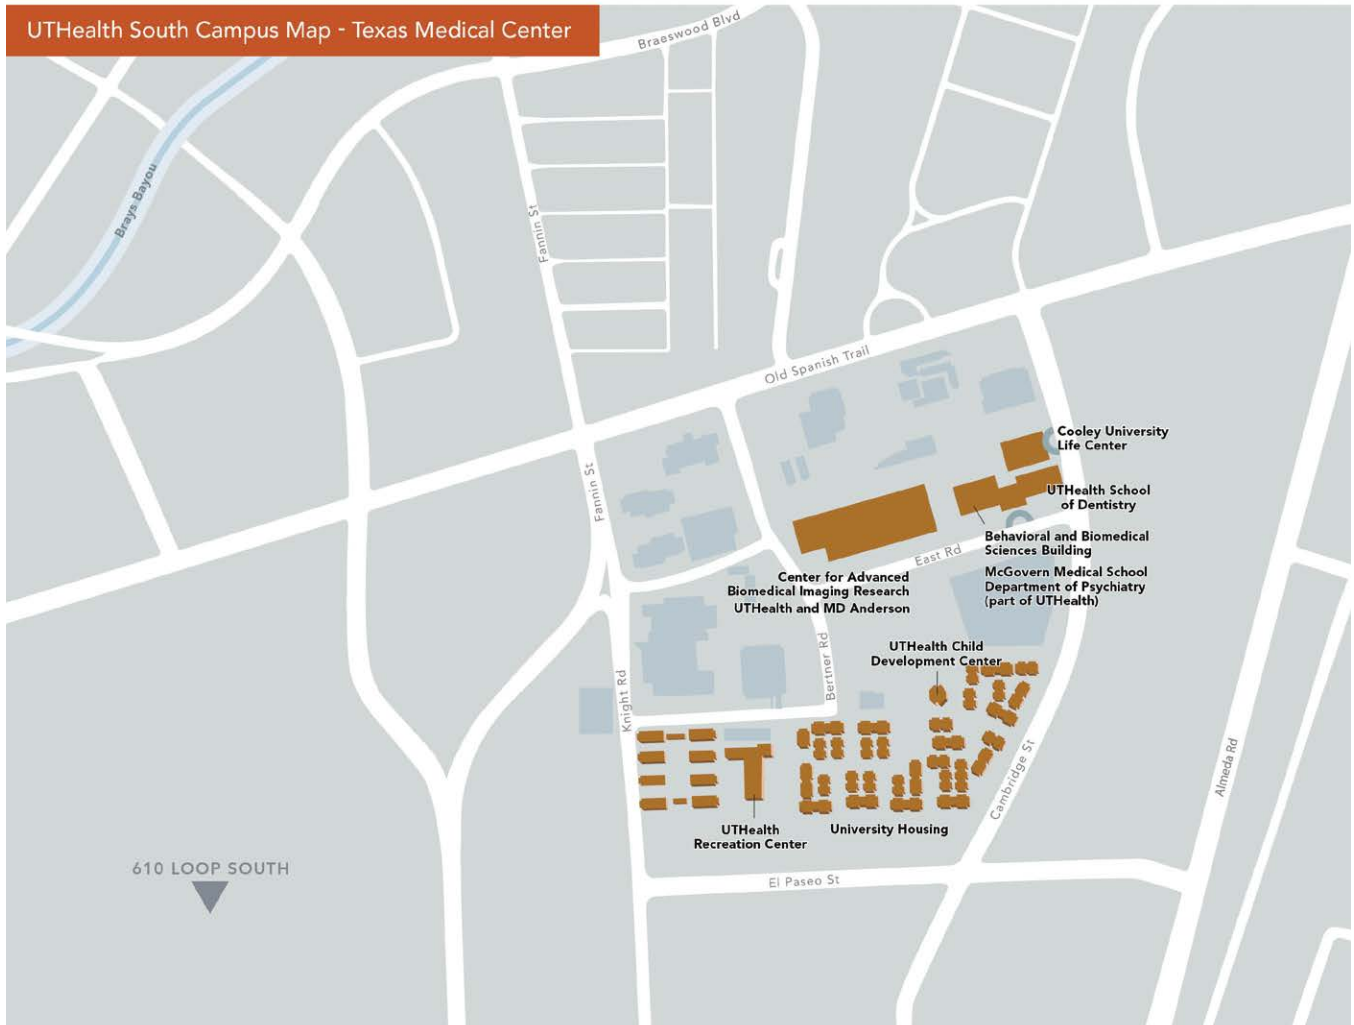 UTHealth South Campus Map - Texas Medical Center
Braeswood Blvd
Brays Bayou
Fannin St
Old Spanish Trail
Cooley University
Life Center
Fannin St
UTHealth School
of Dentistry
Behavioral and Biomedical
Sciences Building
East Rd
McGovern Medical School
Department of Psychiatry
(part of UTHealth)
Center for Advanced
Biomedical Imaging Research
UTHealth and MD Anderson
UTHealth Child
Development Center
Bertner Rd
Knight Rd
Cambridge St
Almeda Rd
UTHealth
Recreation Center
University Housing
610 LOOP SOUTH
El Paseo St